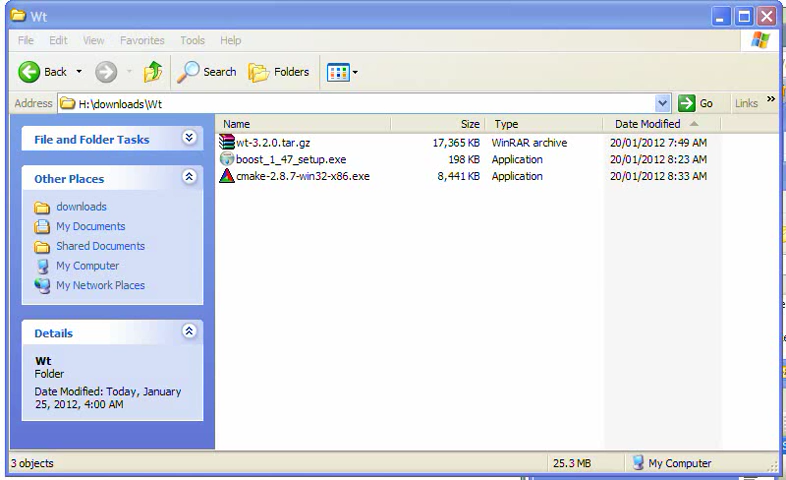 Wt
File Edit View Favorites Tools Help
Back Search Folders
Address H:\downloads\Wt Go Links »
File and Folder Tasks
Other Places
downloads
My Documents
Shared Documents
My Computer
My Network Places
Details
Wt
Folder
Date Modified: Today, January
25, 2012, 4:00 AM
Name Size Type Date Modified
wt-3.2.0.tar.gz 17,365 KB WinRAR archive 20/01/2012 7:49 AM
boost_1_47_setup.exe 198 KB Application 20/01/2012 8:23 AM
cmake-2.8.7-win32-x86.exe 8,441 KB Application 20/01/2012 8:33 AM
3 objects 25.3 MB My Computer